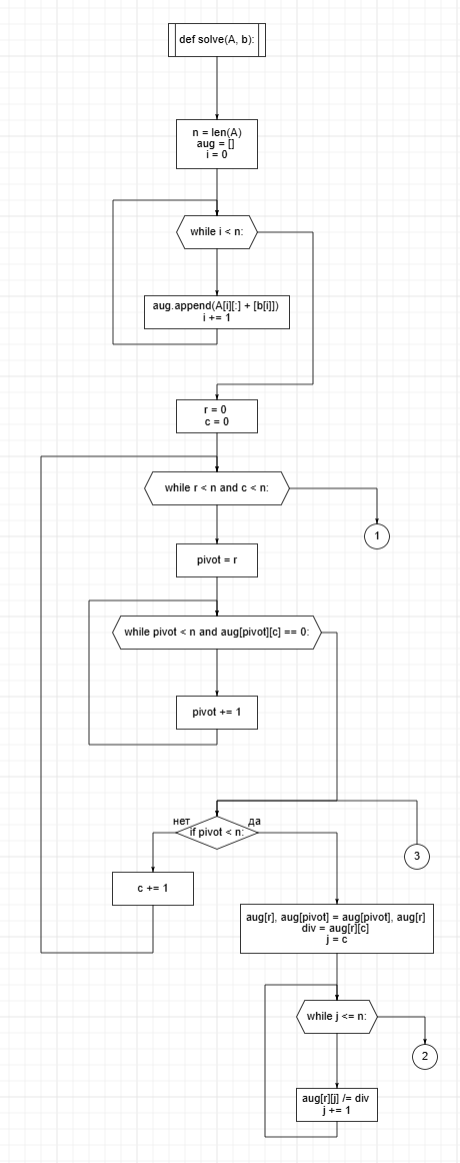 def solve(A, b):
n = len(A)
aug = []
i = 0
while i < n:
aug.append(A[i][:] + [b[i]])
i += 1
r = 0
c = 0
while r < n and c < n:
1
pivot = r
while pivot < n and aug[pivot][c] == 0:
pivot += 1
нет
да
if pivot < n:
3
c += 1
aug[r], aug[pivot] = aug[pivot], aug[r]
div = aug[r][c]
j = c
while j <= n:
2
aug[r][j] /= div
j += 1